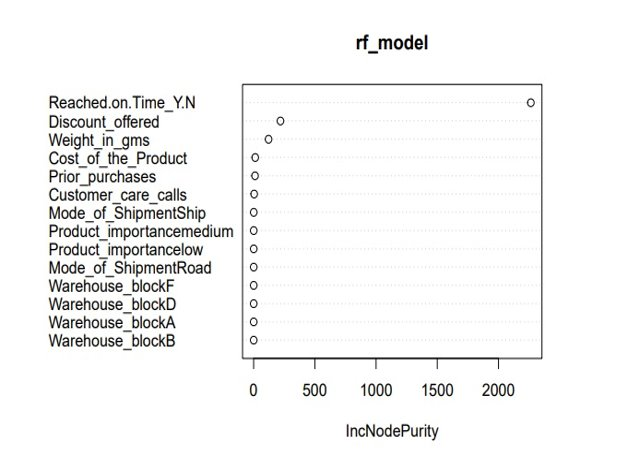 rf_model
Reached.on.Time_Y.N
Discount_offered
Weight_in_gms
Cost_of_the_Product
Prior_purchases
Customer_care_calls
Mode_of_ShipmentShip
Product_importancemedium
Product_importancelow
Mode_of_ShipmentRoad
Warehouse_blockF
Warehouse_blockD
Warehouse_blockA
Warehouse_blockB
0 500 1000 1500 2000
IncNodePurity